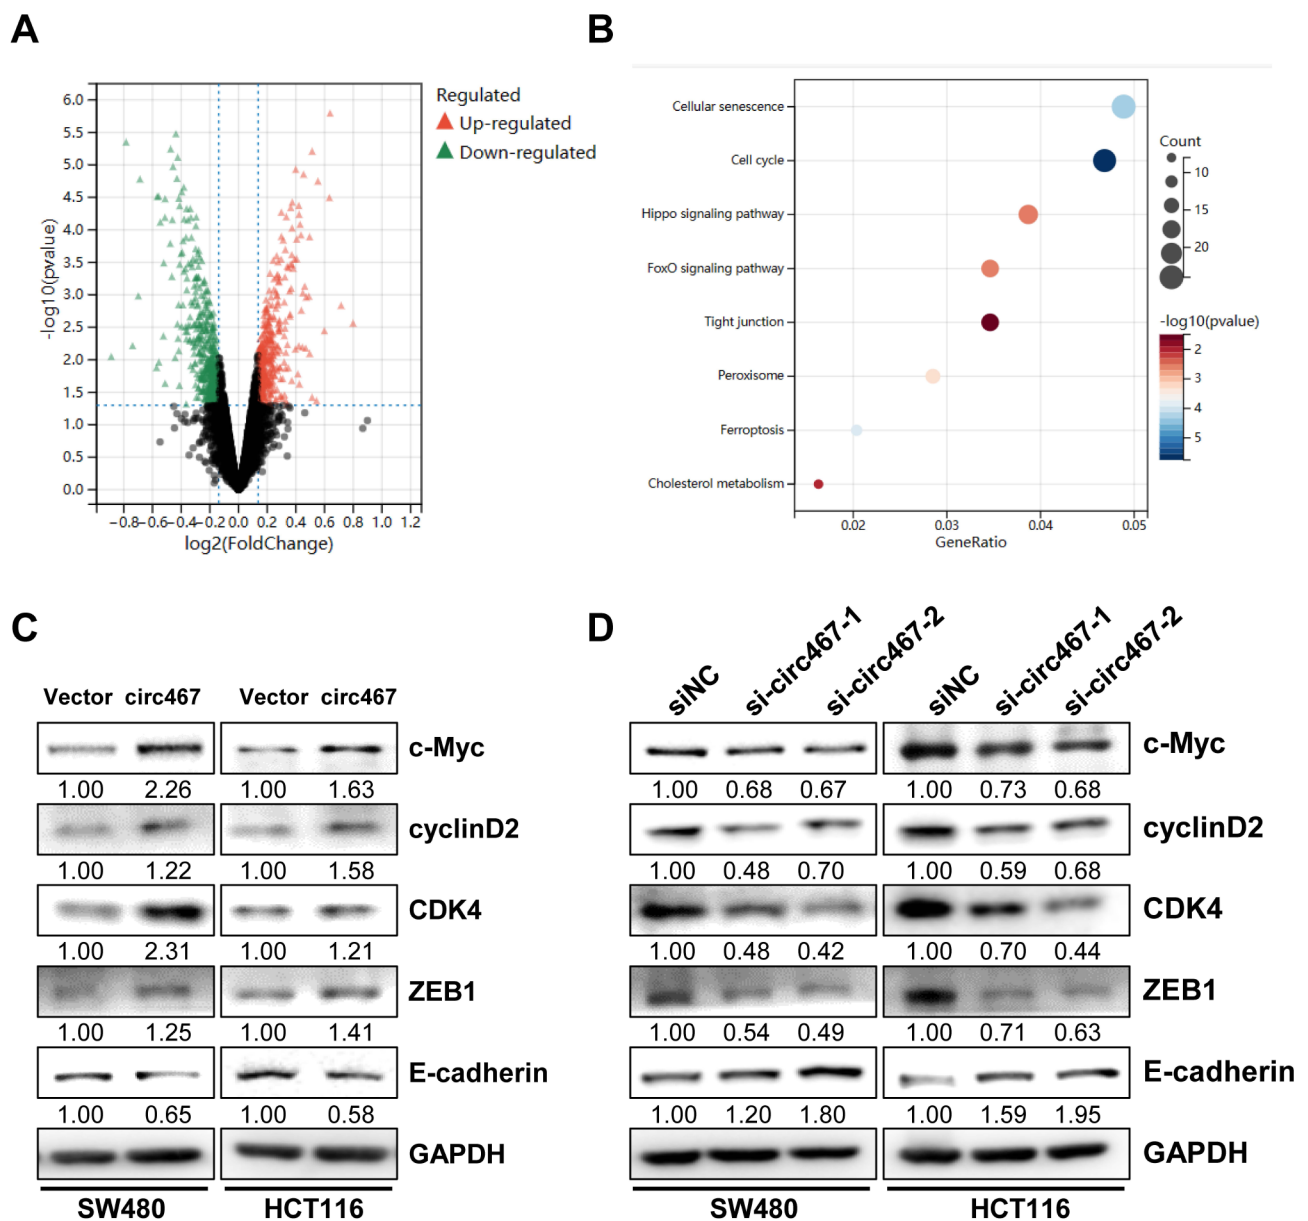 A
B
6.0
5.5
5.0
4.5
4.0
3.5
3.0
2.5
2.0
1.5
1.0
0.5
0.0
-log10(pvalue)
−0.8−0.6−0.4−0.2 0.0 0.2 0.4 0.6 0.8 1.0 1.2
log2(FoldChange)
Regulated
Up-regulated
Down-regulated
Cellular senescence
Cell cycle
Hippo signaling pathway
FoxO signaling pathway
Tight junction
Peroxisome
Ferroptosis
Cholesterol metabolism
0.02 0.03 0.04 0.05
GeneRatio
Count
10
15
20
-log10(pvalue)
2
3
4
5
C
Vector circ467 Vector circ467
c-Myc
1.00 2.26 1.00 1.63
cyclinD2
1.00 1.22 1.00 1.58
CDK4
1.00 2.31 1.00 1.21
ZEB1
1.00 1.25 1.00 1.41
E-cadherin
1.00 0.65 1.00 0.58
GAPDH
SW480 HCT116
D
siNC si-circ467-1 si-circ467-2 siNC si-circ467-1 si-circ467-2
c-Myc
1.00 0.68 0.67 1.00 0.73 0.68
cyclinD2
1.00 0.48 0.70 1.00 0.59 0.68
CDK4
1.00 0.48 0.42 1.00 0.70 0.44
ZEB1
1.00 0.54 0.49 1.00 0.71 0.63
E-cadherin
1.00 1.20 1.80 1.00 1.59 1.95
GAPDH
SW480 HCT116